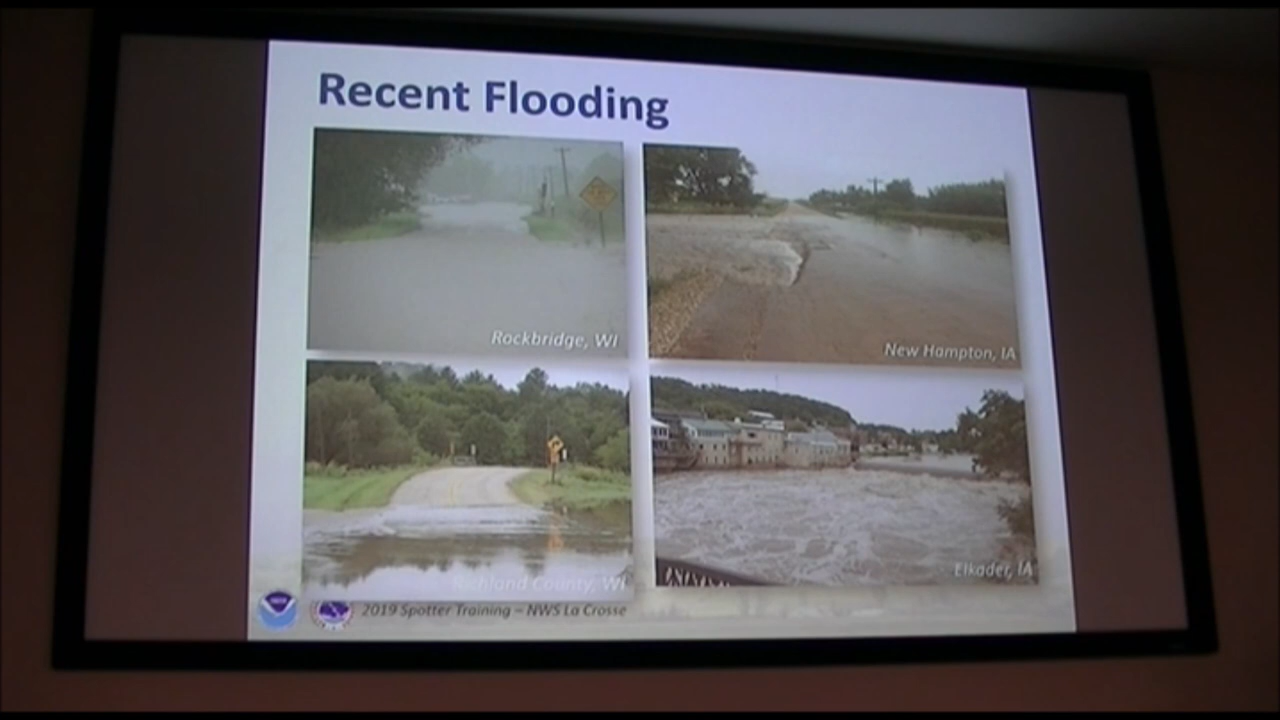 Recent Flooding
Rockbridge, WI
New Hampton, IA
Richland County, WI
Elkader, IA
2019 Spotter Training – NWS La Crosse